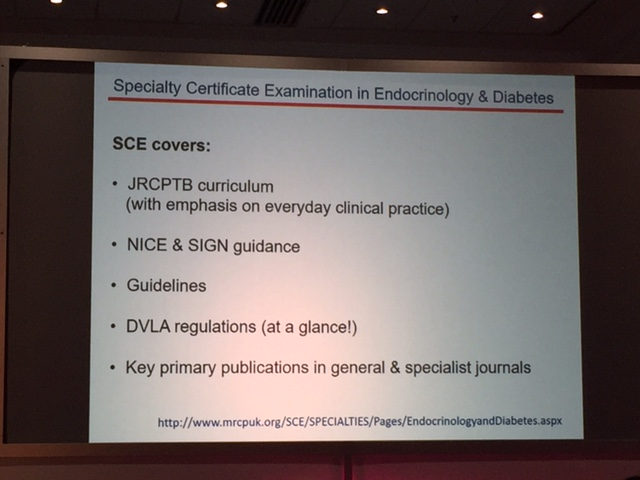 Specialty Certificate Examination in Endocrinology & Diabetes
SCE covers:
• JRCPTB curriculum
(with emphasis on everyday clinical practice)
• NICE & SIGN guidance
• Guidelines
• DVLA regulations (at a glance!)
• Key primary publications in general & specialist journals
http://www.mrcpuk.org/SCE/SPECIALTIES/Pages/EndocrinologyandDiabetes.aspx